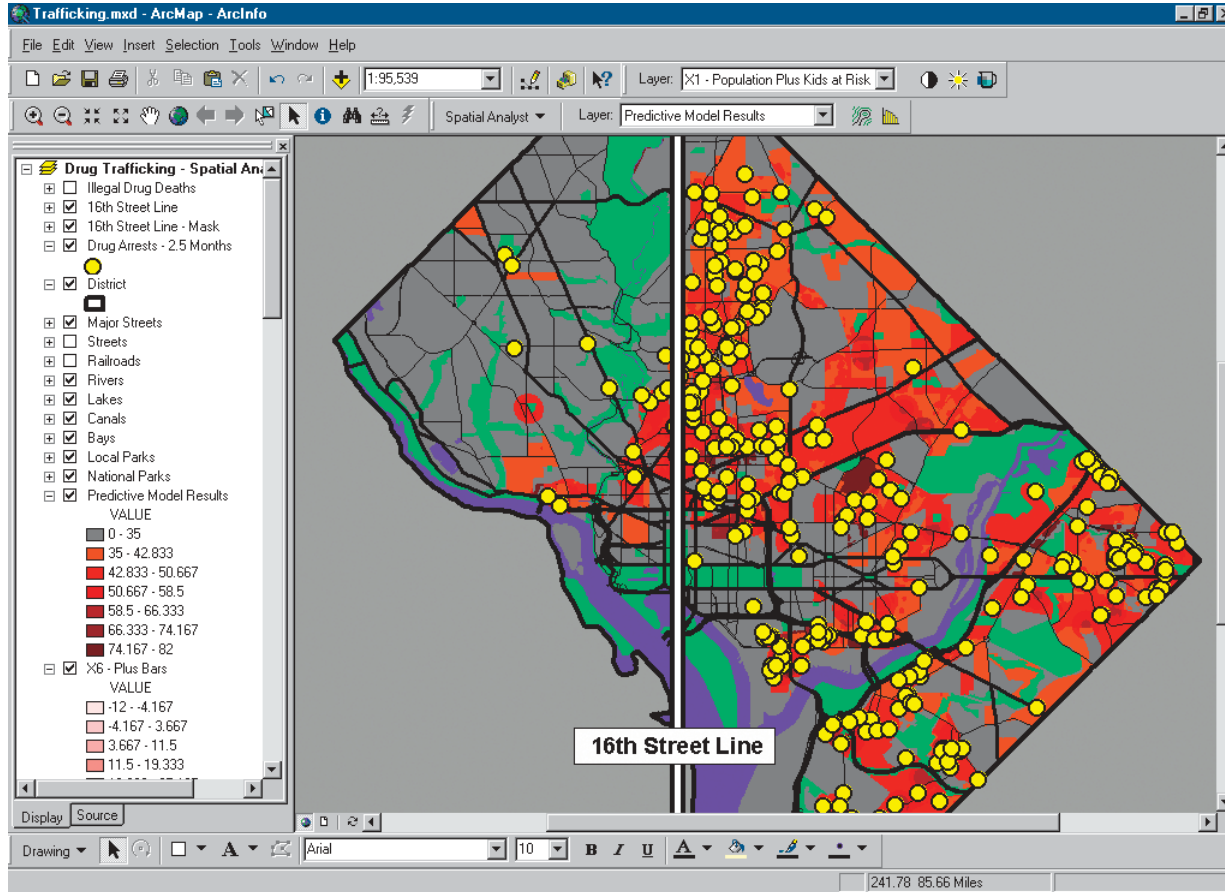 Trafficking.mxd - ArcMap - ArcInfo
File Edit View Insert Selection Tools Window Help
1:95,539
Layer: X1 - Population Plus Kids at Risk
Spatial Analyst
Layer: Predictive Model Results
Drug Trafficking - Spatial Ana
Illegal Drug Deaths
16th Street Line
16th Street Line - Mask
Drug Arrests - 2.5 Months
District
Major Streets
Streets
Railroads
Rivers
Lakes
Canals
Bays
Local Parks
National Parks
Predictive Model Results
VALUE
0 - 35
35 - 42.833
42.833 - 50.667
50.667 - 58.5
58.5 - 66.333
66.333 - 74.167
74.167 - 82
X6 - Plus Bars
VALUE
-12 - -4.167
-4.167 - 3.667
3.667 - 11.5
11.5 - 19.333
16th Street Line
Display Source
Drawing A Arial 10 B I U A
241.78 85.66 Miles